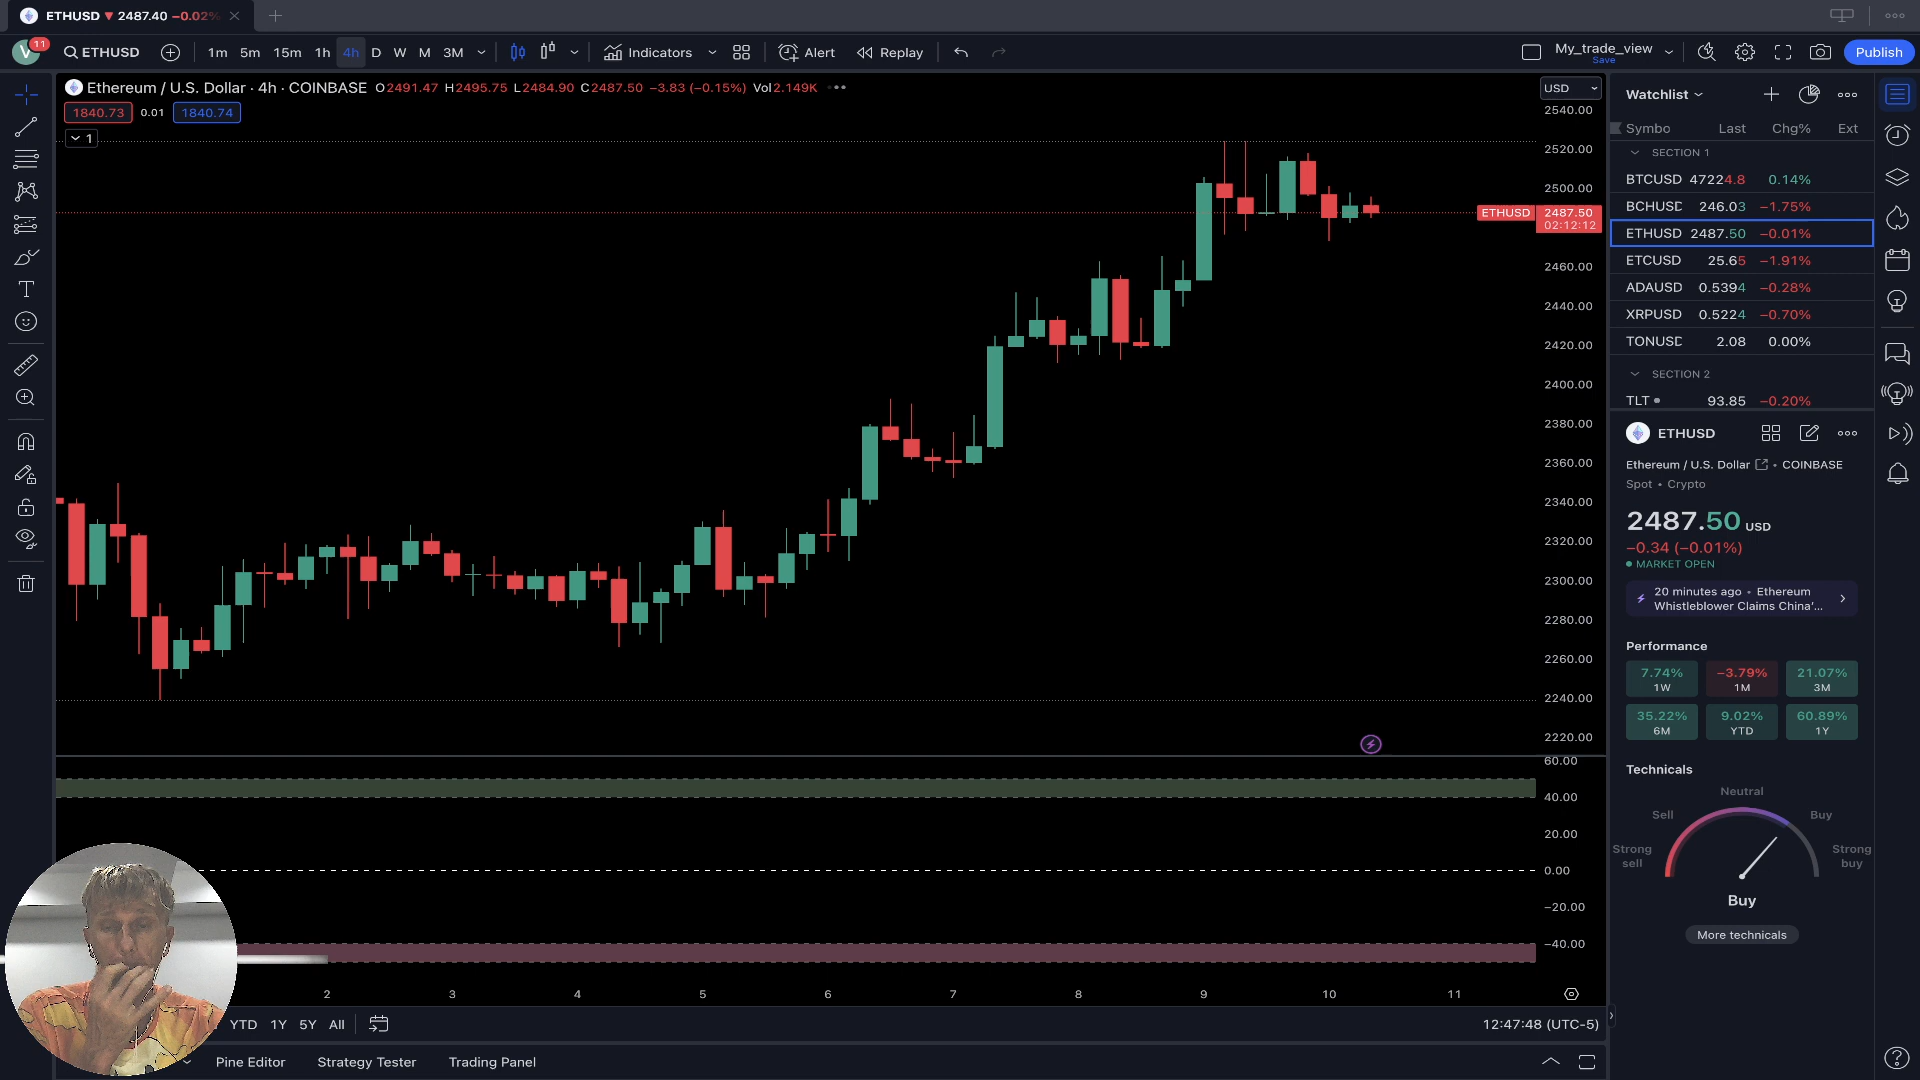 ETHUSD ▼ 2487.40 −0.02%
11
V
ETHUSD 1m 5m 15m 1h 4h D W M 3M Indicators Alert Replay My_trade_view Publish
Save
Ethereum / U.S. Dollar · 4h · COINBASE O2491.47 H2495.75 L2484.90 C2487.50 −3.83 (−0.15%) Vol2.149K
1840.73 0.01 1840.74
1
USD
2540.00
2520.00
2500.00
ETHUSD 2487.50
02:12:12
2460.00
2440.00
2420.00
2400.00
2380.00
2360.00
2340.00
2320.00
2300.00
2280.00
2260.00
2240.00
2220.00
60.00
40.00
20.00
0.00
−20.00
−40.00
2 3 4 5 6 7 8 9 10 11
YTD 1Y 5Y All
12:47:48 (UTC-5)
Pine Editor Strategy Tester Trading Panel
Watchlist
Symbo Last Chg% Ext
SECTION 1
BTCUSD 47224.8 0.14%
BCHUSD 246.03 −1.75%
ETHUSD 2487.50 −0.01%
ETCUSD 25.65 −1.91%
ADAUSD 0.5394 −0.28%
XRPUSD 0.5224 −0.70%
TONUSD 2.08 0.00%
SECTION 2
TLT 93.85 −0.20%
ETHUSD
Ethereum / U.S. Dollar • COINBASE
Spot • Crypto
2487.50 USD
−0.34 (−0.01%)
MARKET OPEN
20 minutes ago • Ethereum
Whistleblower Claims China'...
Performance
7.74% −3.79% 21.07%
1W 1M 3M
35.22% 9.02% 60.89%
6M YTD 1Y
Technicals
Neutral
Sell Buy
Strong sell Strong buy
Buy
More technicals